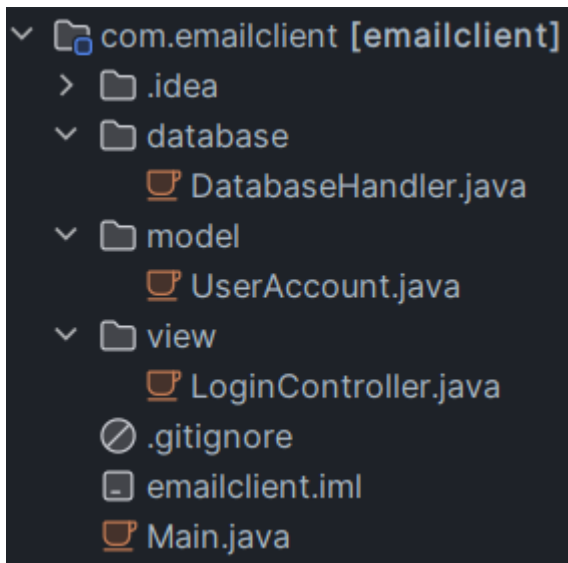 com.emailclient [emailclient]
.idea
database
DatabaseHandler.java
model
UserAccount.java
view
LoginController.java
.gitignore
emailclient.iml
Main.java